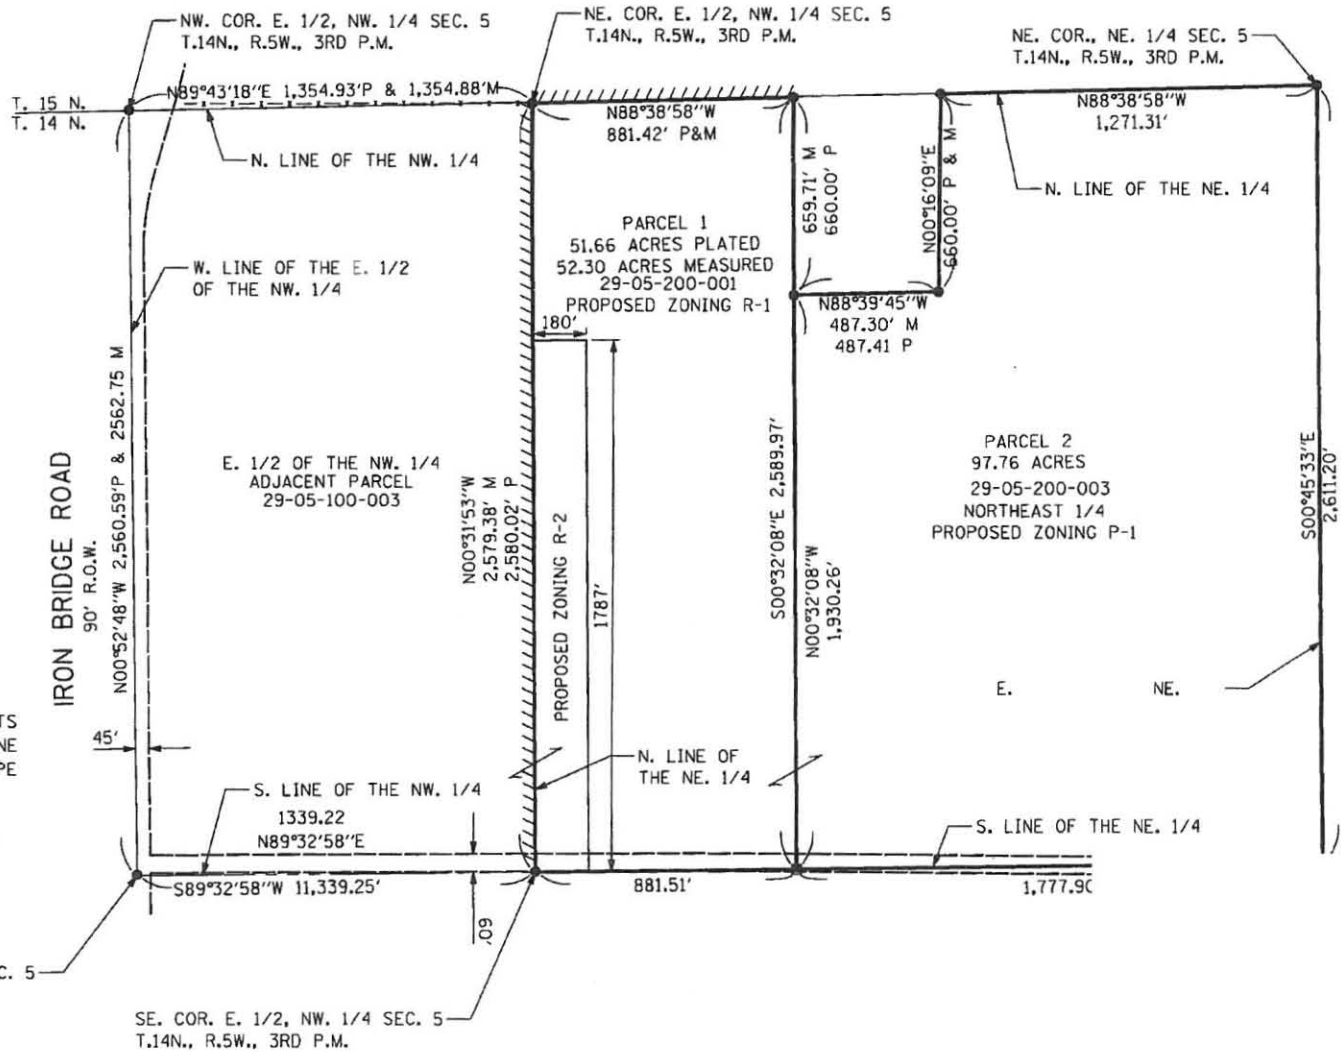 NW. COR. E. 1/2, NW. 1/4 SEC. 5
T.14N., R.5W., 3RD P.M.
NE. COR. E. 1/2, NW. 1/4 SEC. 5
T.14N., R.5W., 3RD P.M.
NE. COR., NE. 1/4 SEC. 5
T.14N., R.5W., 3RD P.M.
T. 15 N.
T. 14 N.
N89°43'18"E 1,354.93'P & 1,354.88'M
N88°38'58"W
881.42' P&M
N88°38'58"W
1,271.31'
N. LINE OF THE NW. 1/4
N. LINE OF THE NE. 1/4
659.71' M
660.00' P
N00°16'09"E
660.00' P & M
PARCEL 1
51.66 ACRES PLATED
52.30 ACRES MEASURED
29-05-200-001
PROPOSED ZONING R-1
W. LINE OF THE E. 1/2
OF THE NW. 1/4
N88°39'45"W
487.30' M
487.41 P
180'
E. 1/2 OF THE NW. 1/4
ADJACENT PARCEL
29-05-100-003
PARCEL 2
97.76 ACRES
29-05-200-003
NORTHEAST 1/4
PROPOSED ZONING P-1
IRON BRIDGE ROAD
90' R.O.W.
N00°52'48"W 2,560.59'P & 2562.75 M
N00°31'53"W
2,579.38' M
2,580.02' P
PROPOSED ZONING R-2
1787'
S00°32'08"E 2,589.97'
N00°32'08"W
1,930.26'
S00°45'33"E
2,611.20'
E. NE.
TS
NE
PE
45'
N. LINE OF
THE NE. 1/4
S. LINE OF THE NW. 1/4
1339.22
N89°32'58"E
S. LINE OF THE NE. 1/4
S89°32'58"W 11,339.25'
881.51'
1,777.90
60'
C. 5
SE. COR. E. 1/2, NW. 1/4 SEC. 5
T.14N., R.5W., 3RD P.M.